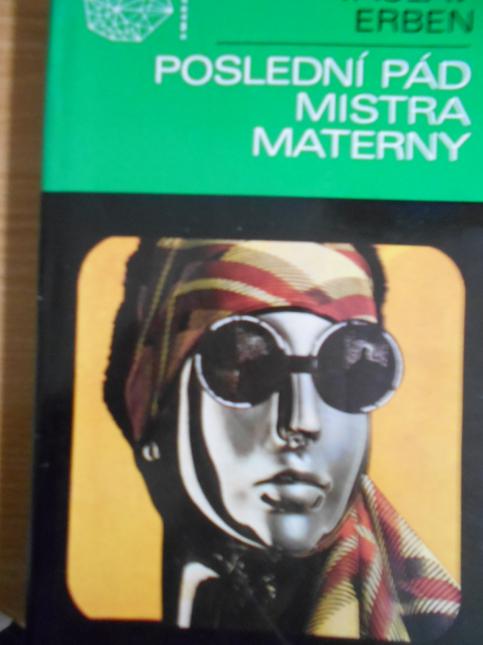 ERBEN
POSLEDNÍ PÁD
MISTRA
MATERNY